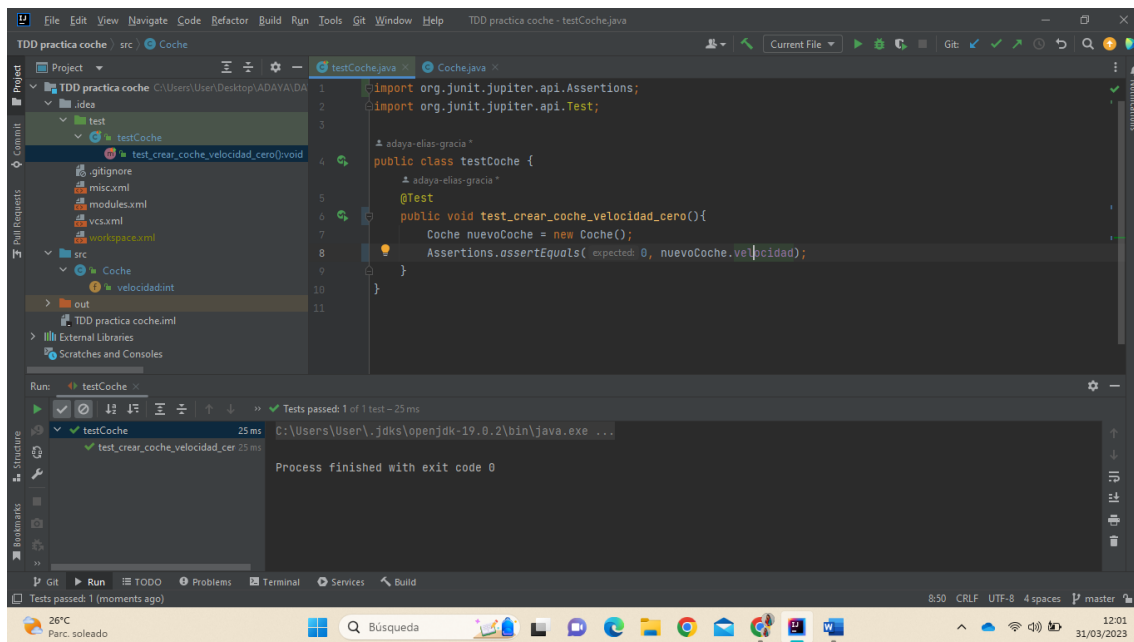 File Edit View Navigate Code Refactor Build Run Tools Git Window Help TDD practica coche - testCoche.java
TDD practica coche src Coche
Current File
Git:
Project
testCoche.java
Coche.java
TDD practica coche C:\Users\User\Desktop\ADAYA\DA
.idea
test
testCoche
test_crear_coche_velocidad_cero():void
.gitignore
misc.xml
modules.xml
vcs.xml
workspace.xml
src
Coche
velocidad:int
out
TDD practica coche.iml
External Libraries
Scratches and Consoles
1 import org.junit.jupiter.api.Assertions;
2 import org.junit.jupiter.api.Test;
3
adaya-elias-gracia *
4 public class testCoche {
adaya-elias-gracia *
5 @Test
6 public void test_crear_coche_velocidad_cero(){
7 Coche nuevoCoche = new Coche();
8 Assertions.assertEquals( expected: 0, nuevoCoche.velocidad);
9 }
10 }
11
Project
Commit
Pull Requests
Structure
Bookmarks
Notifications
Run: testCoche
Tests passed: 1 of 1 test – 25 ms
testCoche 25 ms
test_crear_coche_velocidad_cer 25 ms
C:\Users\User\.jdks\openjdk-19.0.2\bin\java.exe ...
Process finished with exit code 0
Git Run TODO Problems Terminal Services Build
Tests passed: 1 (moments ago)
8:50 CRLF UTF-8 4 spaces master
26°C
Parc. soleado
Búsqueda
12:01
31/03/2023